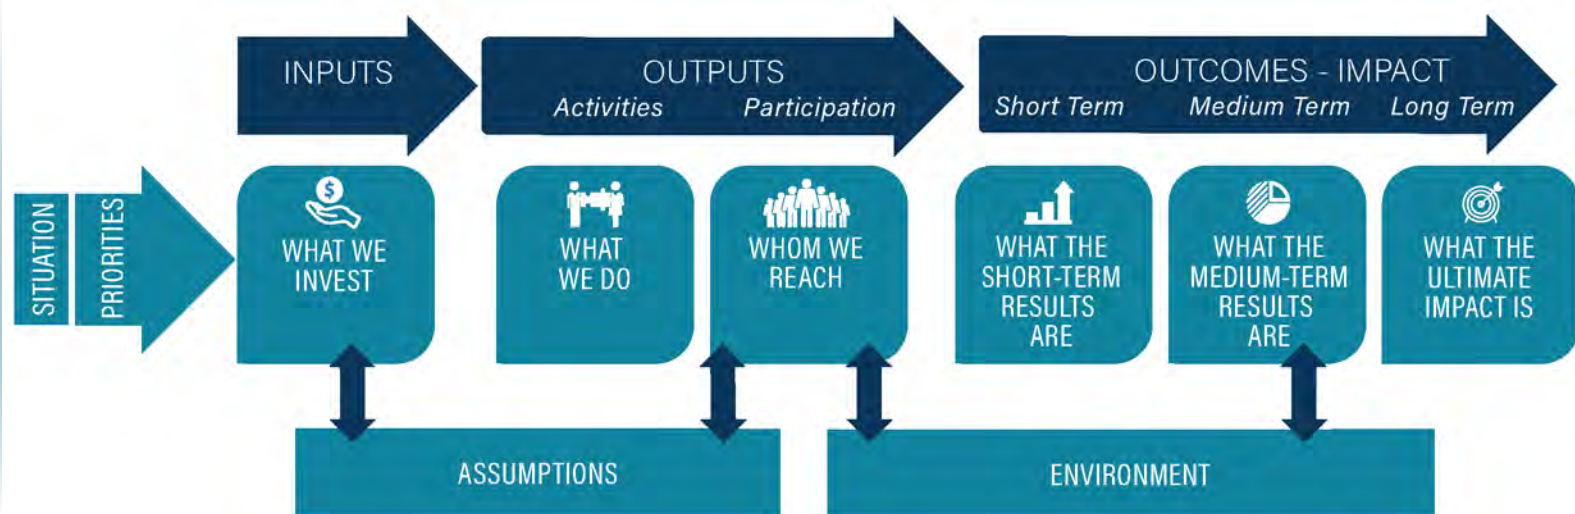 INPUTS
OUTPUTS
Activities
Participation
OUTCOMES - IMPACT
Short Term
Medium Term
Long Term
SITUATION
PRIORITIES
$
WHAT WE
INVEST
WHAT
WE DO
WHOM WE
REACH
WHAT THE
SHORT-TERM
RESULTS
ARE
WHAT THE
MEDIUM-TERM
RESULTS
ARE
WHAT THE
ULTIMATE
IMPACT IS
ASSUMPTIONS
ENVIRONMENT